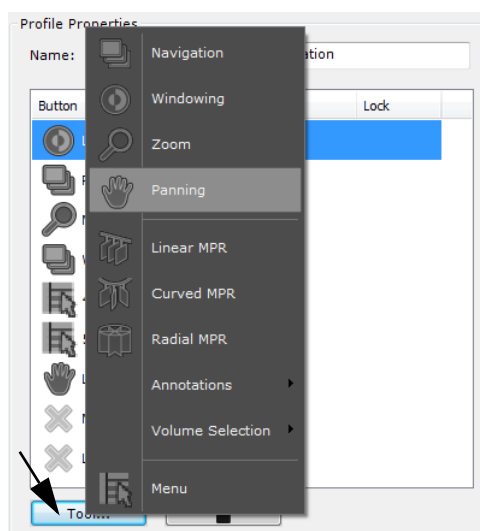 Profile Properties
Name:
Navigation
ation
Button
Windowing
Lock
Zoom
Panning
Linear MPR
Curved MPR
Radial MPR
Annotations
Volume Selection
Menu